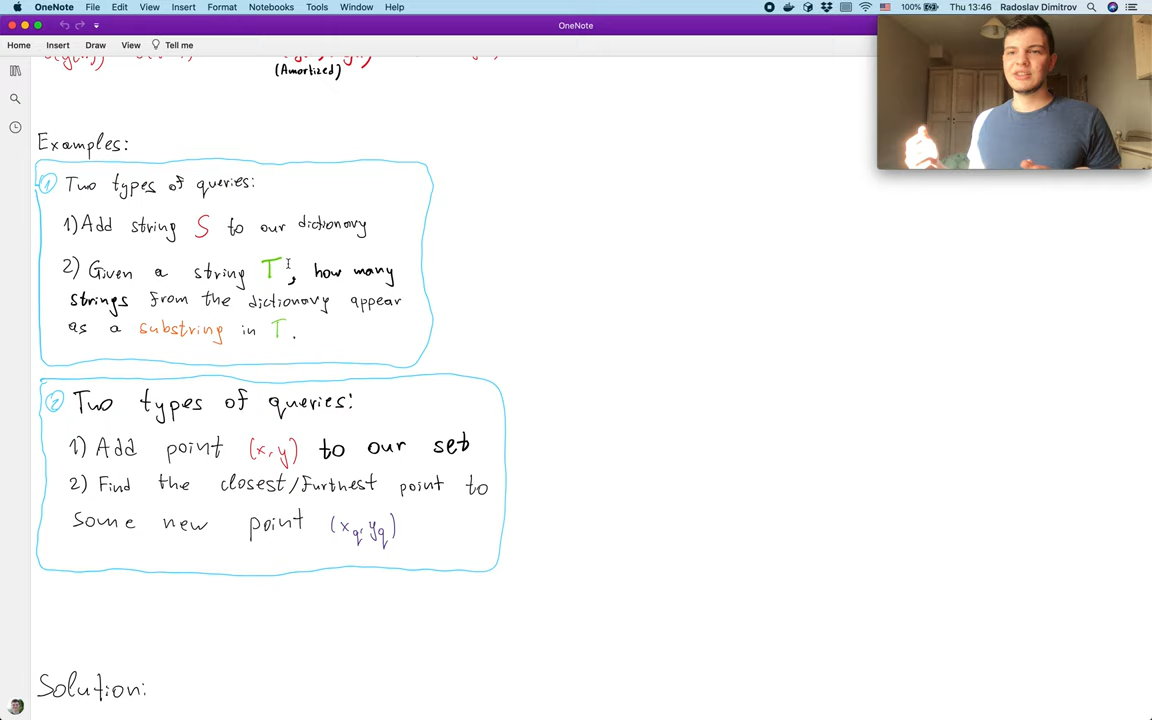 OneNote File Edit View Insert Format Notebooks Tools Window Help
100% Thu 13:46 Radoslav Dimitrov
OneNote
Home Insert Draw View Tell me
(Amortized)
Examples:
① Two types of queries:
1) Add string S to our dictionary
2) Given a string T, how many
strings from the dictionary appear
as a substring in T.
② Two types of queries:
1) Add point (x, y) to our set
2) Find the closest/furthest point to
some new point (xq, yq)
Solution: